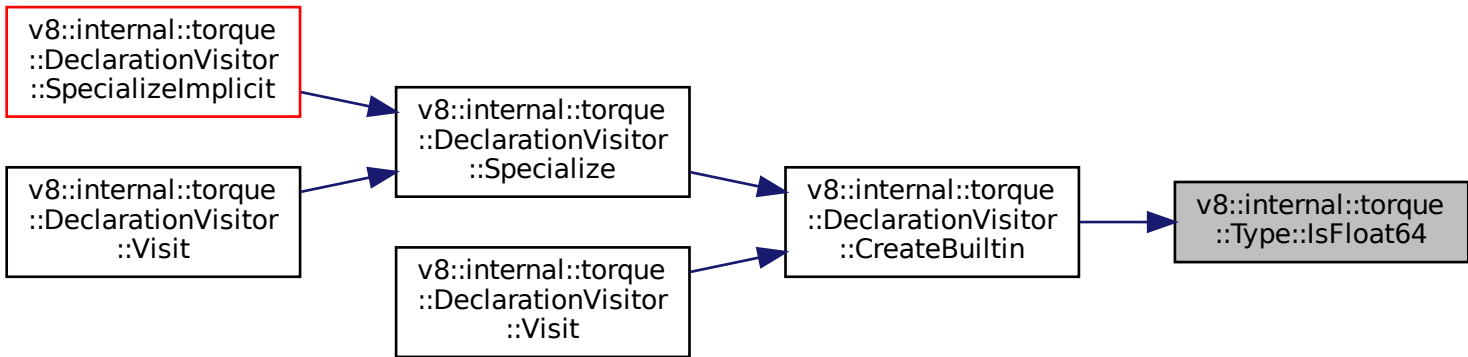 v8::internal::torque
::DeclarationVisitor
::SpecializeImplicit
v8::internal::torque
::DeclarationVisitor
::Visit
v8::internal::torque
::DeclarationVisitor
::Specialize
v8::internal::torque
::DeclarationVisitor
::Visit
v8::internal::torque
::DeclarationVisitor
::CreateBuiltin
v8::internal::torque
::Type::IsFloat64